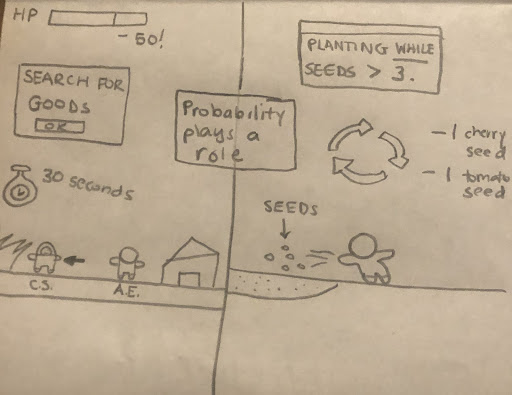 HP
- 50!
SEARCH FOR
GOODS
OK
30 seconds
C.S.
A.E.
Probability
plays a
role
PLANTING WHILE
SEEDS > 3.
- 1 cherry
seed
- 1 tomato
seed
SEEDS